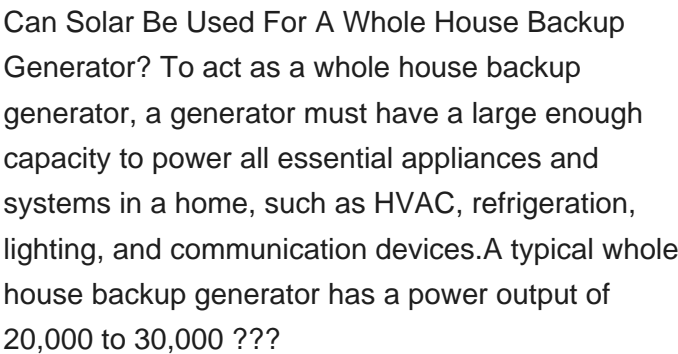 Can Solar Be Used For A Whole House Backup
Generator? To act as a whole house backup
generator, a generator must have a large enough
capacity to power all essential appliances and
systems in a home, such as HVAC, refrigeration,
lighting, and communication devices.A typical whole
house backup generator has a power output of
20,000 to 30,000 ???